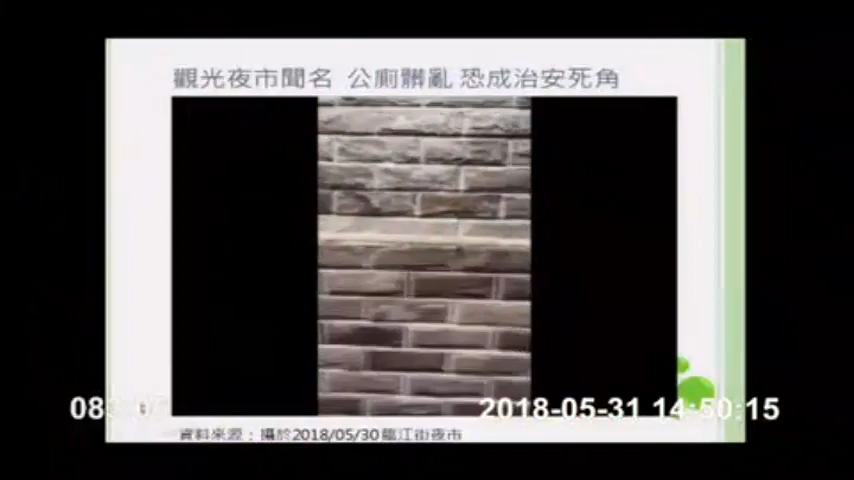 觀光夜市聞名 公廁髒亂 恐成治安死角
08
2018-05-31 14:50:15
資料來源：攝於2018/05/30臨江街夜市